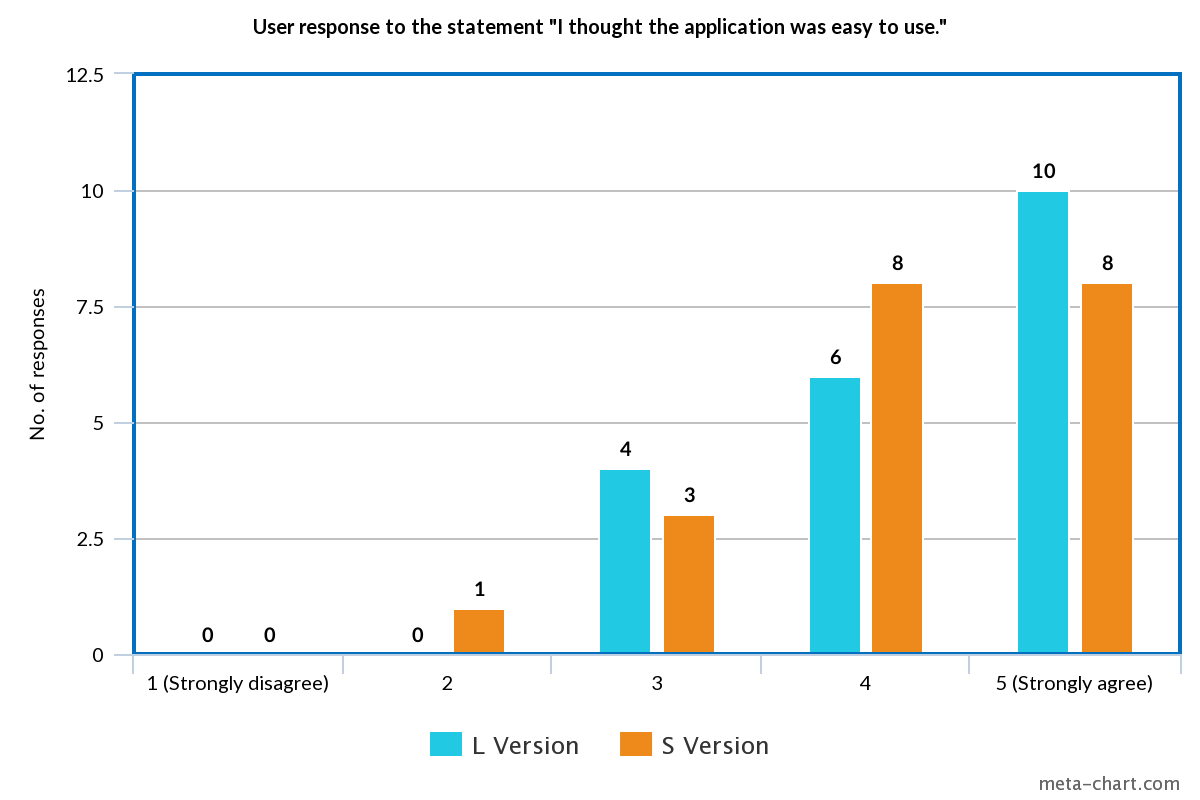 User response to the statement "I thought the application was easy to use."
12.5
10
7.5
5
2.5
0
No. of responses
0
0
0
1
4
3
6
8
10
8
1 (Strongly disagree)
2
3
4
5 (Strongly agree)
L Version
S Version
meta-chart.com